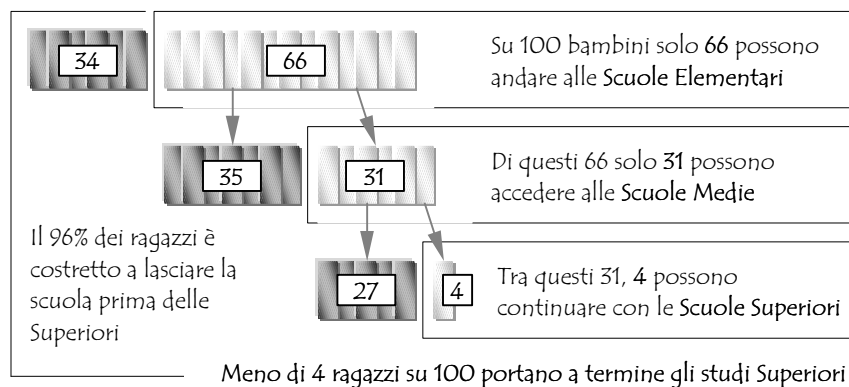 34
66
Su 100 bambini solo 66 possono
andare alle Scuole Elementari
35
31
Di questi 66 solo 31 possono
accedere alle Scuole Medie
Il 96% dei ragazzi è
costretto a lasciare la
scuola prima delle
Superiori
27
4
Tra questi 31, 4 possono
continuare con le Scuole Superiori
Meno di 4 ragazzi su 100 portano a termine gli studi Superiori